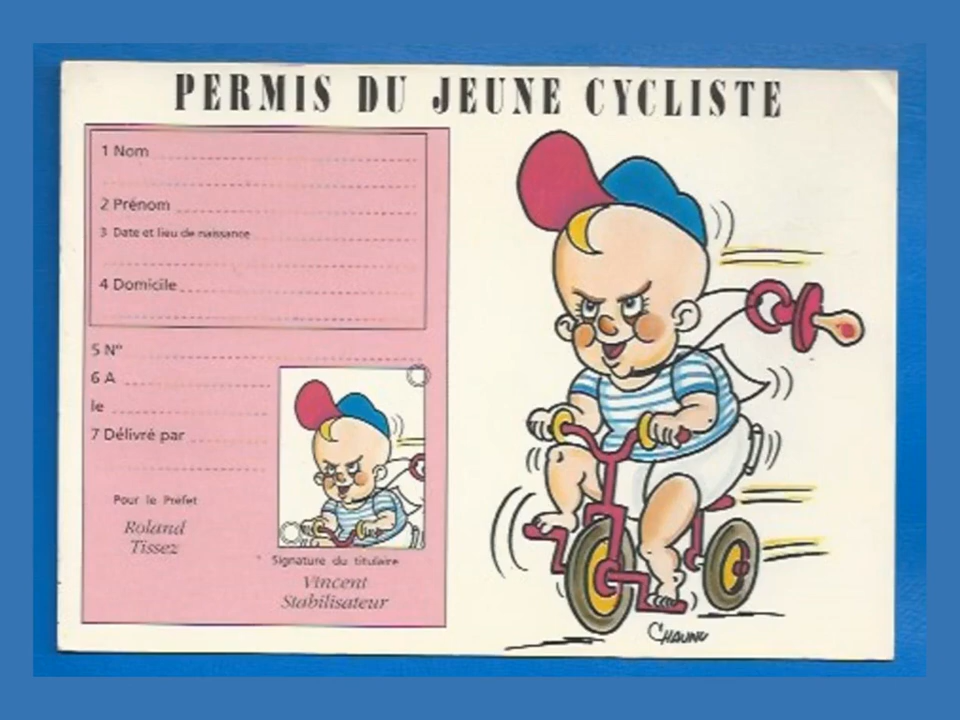 PERMIS DU JEUNE CYCLISTE
1 Nom
2 Prénom
3 Date et lieu de naissance
4 Domicile
5 N°
6 A
le
7 Délivré par
Pour le Préfet
Roland
Tissez
Signature du titulaire
Vincent
Stabilisateur
CHAUNU